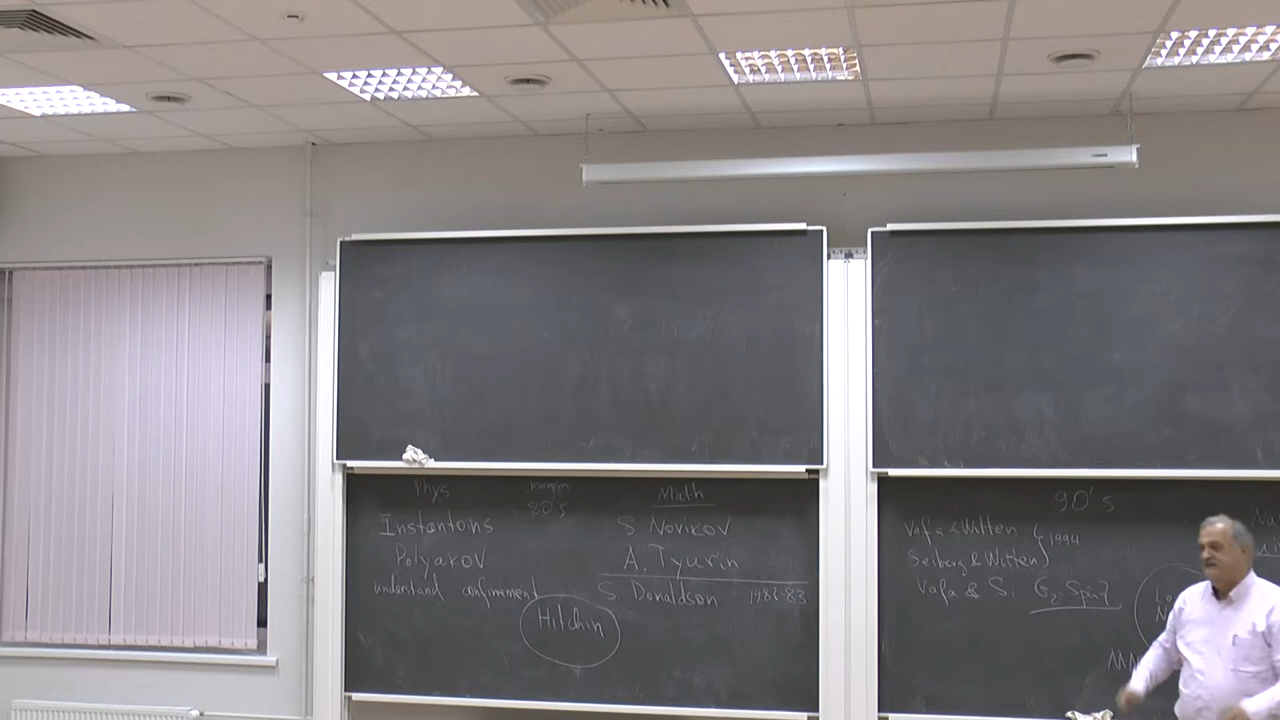 Phys 80's Math
Instantons S Novikov
Polyakov A. Tyurin
understand confinement S. Donaldson 1982-83
Hitchin
90's
Vafa & Witten
1994
Seiberg & Witten
Vafa & S. G2-Spin7